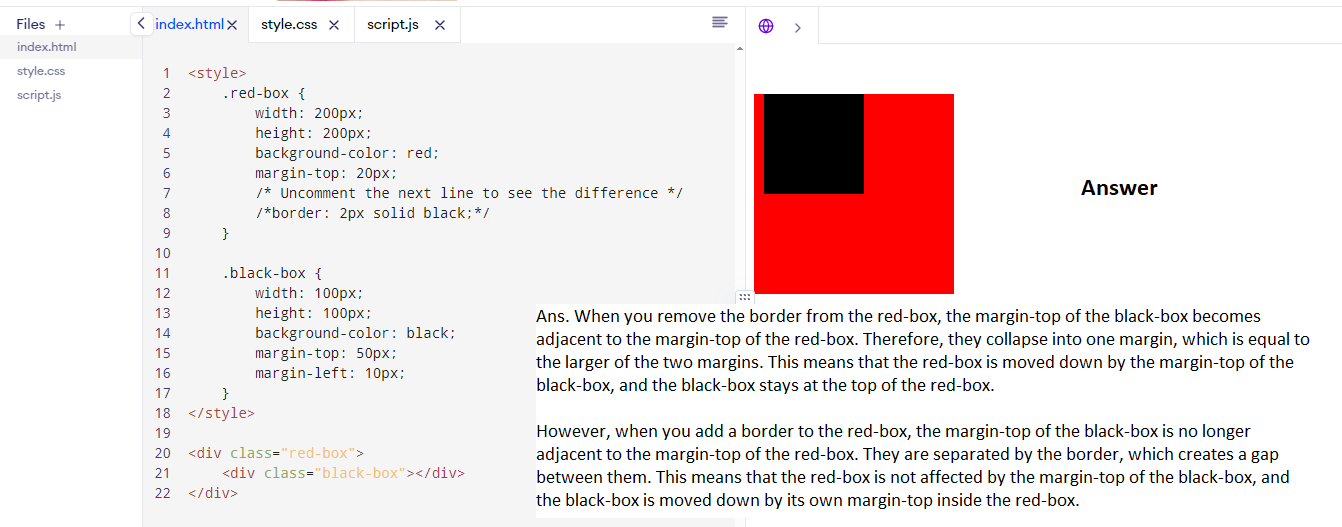 Files +
index.html
style.css
script.js
index.html
style.css
script.js
1 <style>
2 .red-box {
3 width: 200px;
4 height: 200px;
5 background-color: red;
6 margin-top: 20px;
7 /* Uncomment the next line to see the difference */
8 /*border: 2px solid black;*/
9 }
10
11 .black-box {
12 width: 100px;
13 height: 100px;
14 background-color: black;
15 margin-top: 50px;
16 margin-left: 10px;
17 }
18 </style>
19
20 <div class="red-box">
21 <div class="black-box"></div>
22 </div>
Answer
Ans. When you remove the border from the red-box, the margin-top of the black-box becomes
adjacent to the margin-top of the red-box. Therefore, they collapse into one margin, which is equal to
the larger of the two margins. This means that the red-box is moved down by the margin-top of the
black-box, and the black-box stays at the top of the red-box.
However, when you add a border to the red-box, the margin-top of the black-box is no longer
adjacent to the margin-top of the red-box. They are separated by the border, which creates a gap
between them. This means that the red-box is not affected by the margin-top of the black-box, and
the black-box is moved down by its own margin-top inside the red-box.